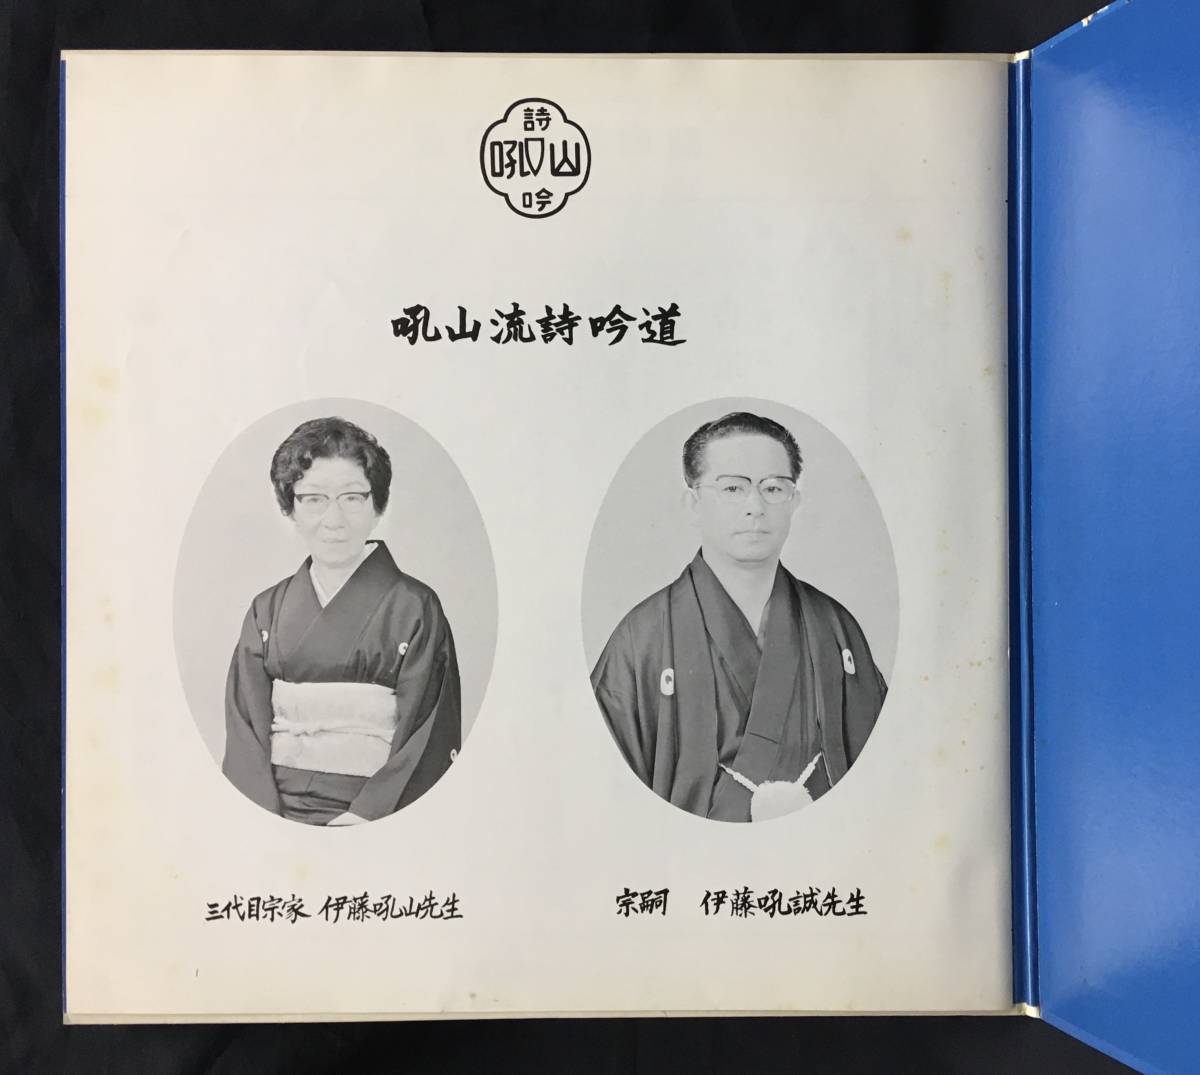 詩
吼山
吟
吼山流詩吟道
三代目宗家 伊藤吼山先生
宗嗣 伊藤吼誠先生